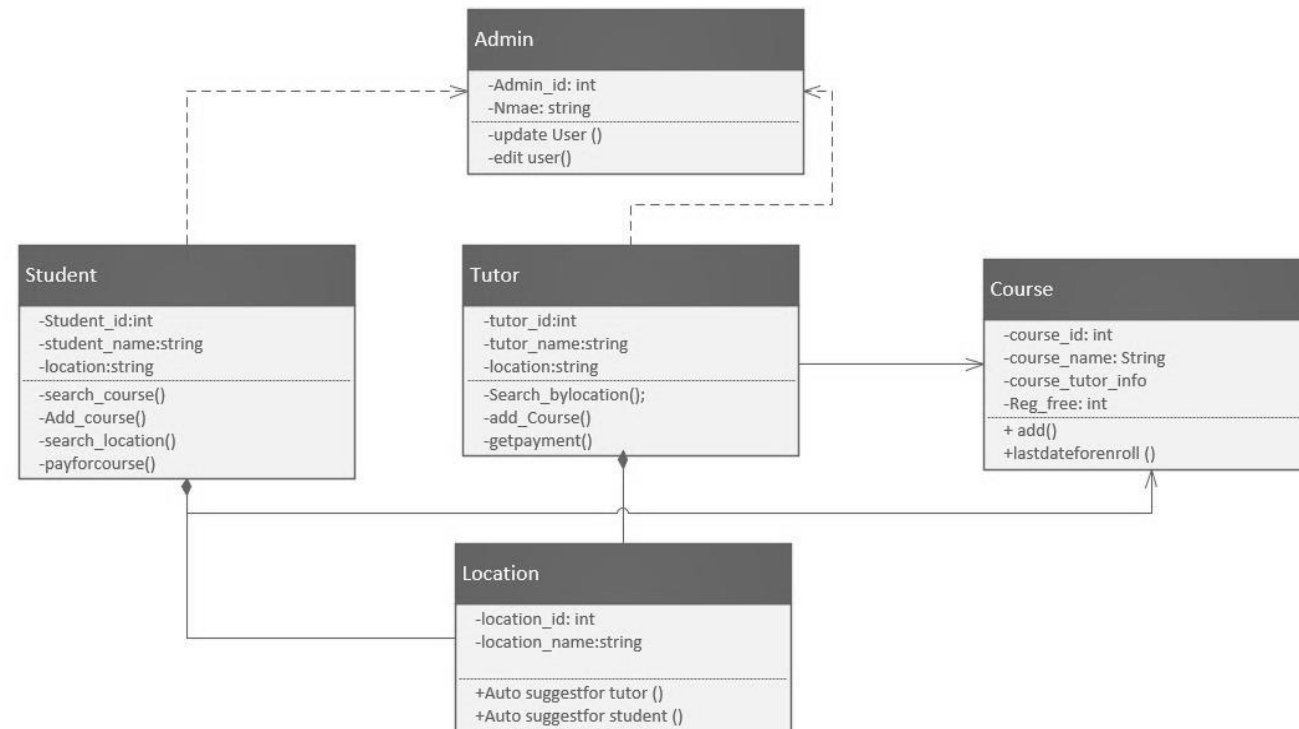 Admin
-Admin_id: int
-Nmae: string
-update User ()
-edit user()
Student
-Student_id:int
-student_name:string
-location:string
-search_course()
-Add_course()
-search_location()
-payforcourse()
Tutor
-tutor_id:int
-tutor_name:string
-location:string
-Search_bylocation();
-add_Course()
-getpayment()
Course
-course_id: int
-course_name: String
-course_tutor_info
-Reg_free: int
+ add()
+lastdateforenroll ()
Location
-location_id: int
-location_name:string
+Auto suggestfor tutor ()
+Auto suggestfor student ()